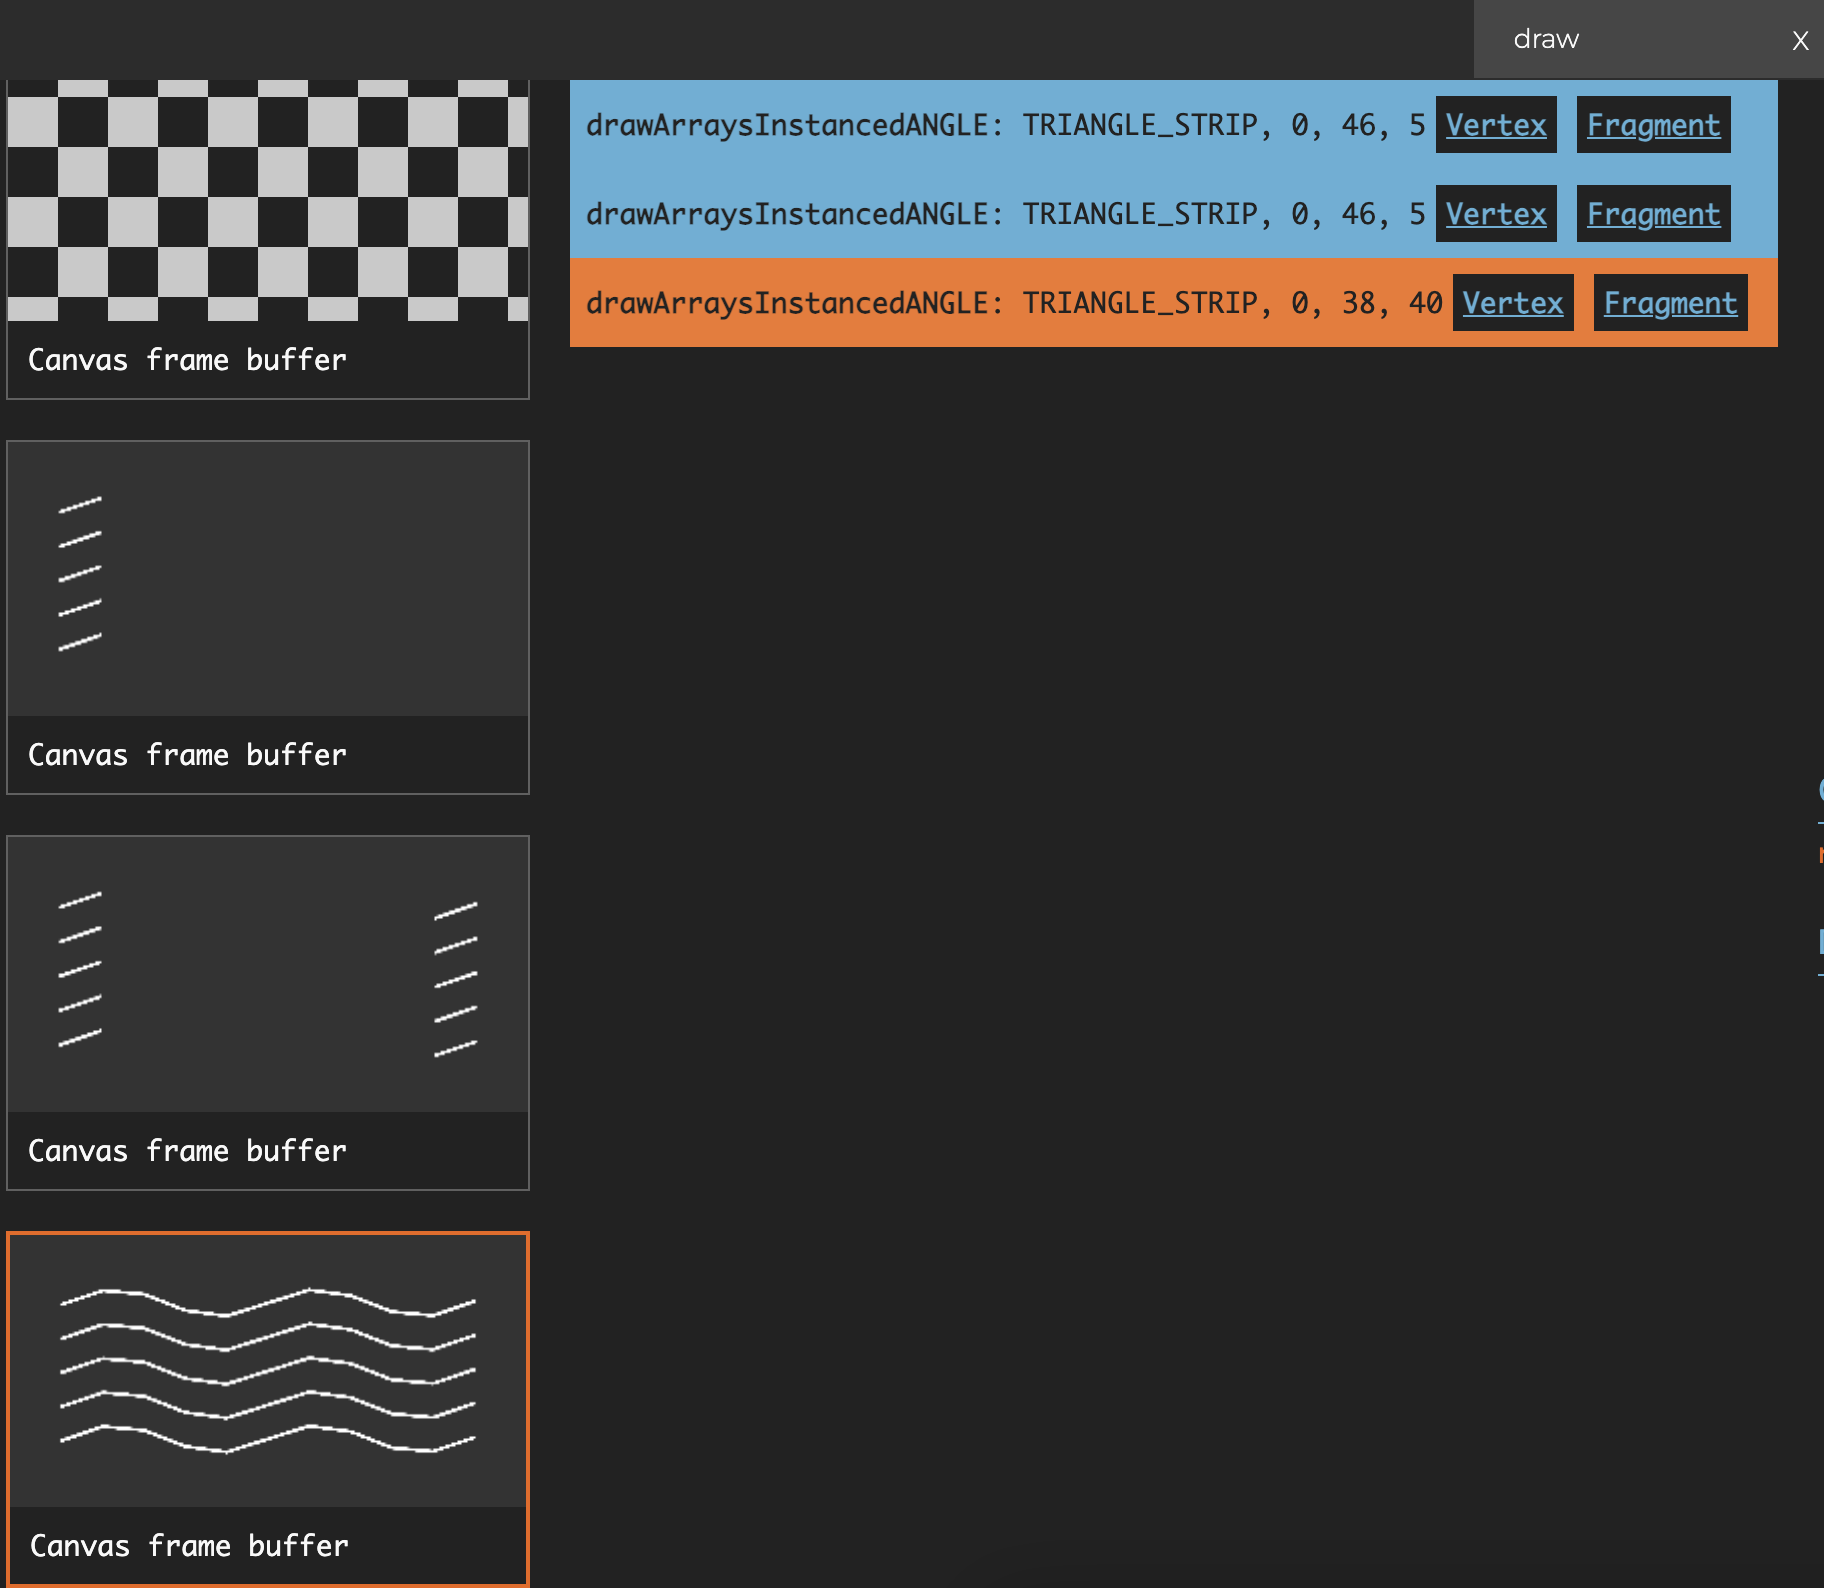 draw X
drawArraysInstancedANGLE: TRIANGLE_STRIP, 0, 46, 5 Vertex Fragment
drawArraysInstancedANGLE: TRIANGLE_STRIP, 0, 46, 5 Vertex Fragment
drawArraysInstancedANGLE: TRIANGLE_STRIP, 0, 38, 40 Vertex Fragment
Canvas frame buffer
Canvas frame buffer
Canvas frame buffer
Canvas frame buffer